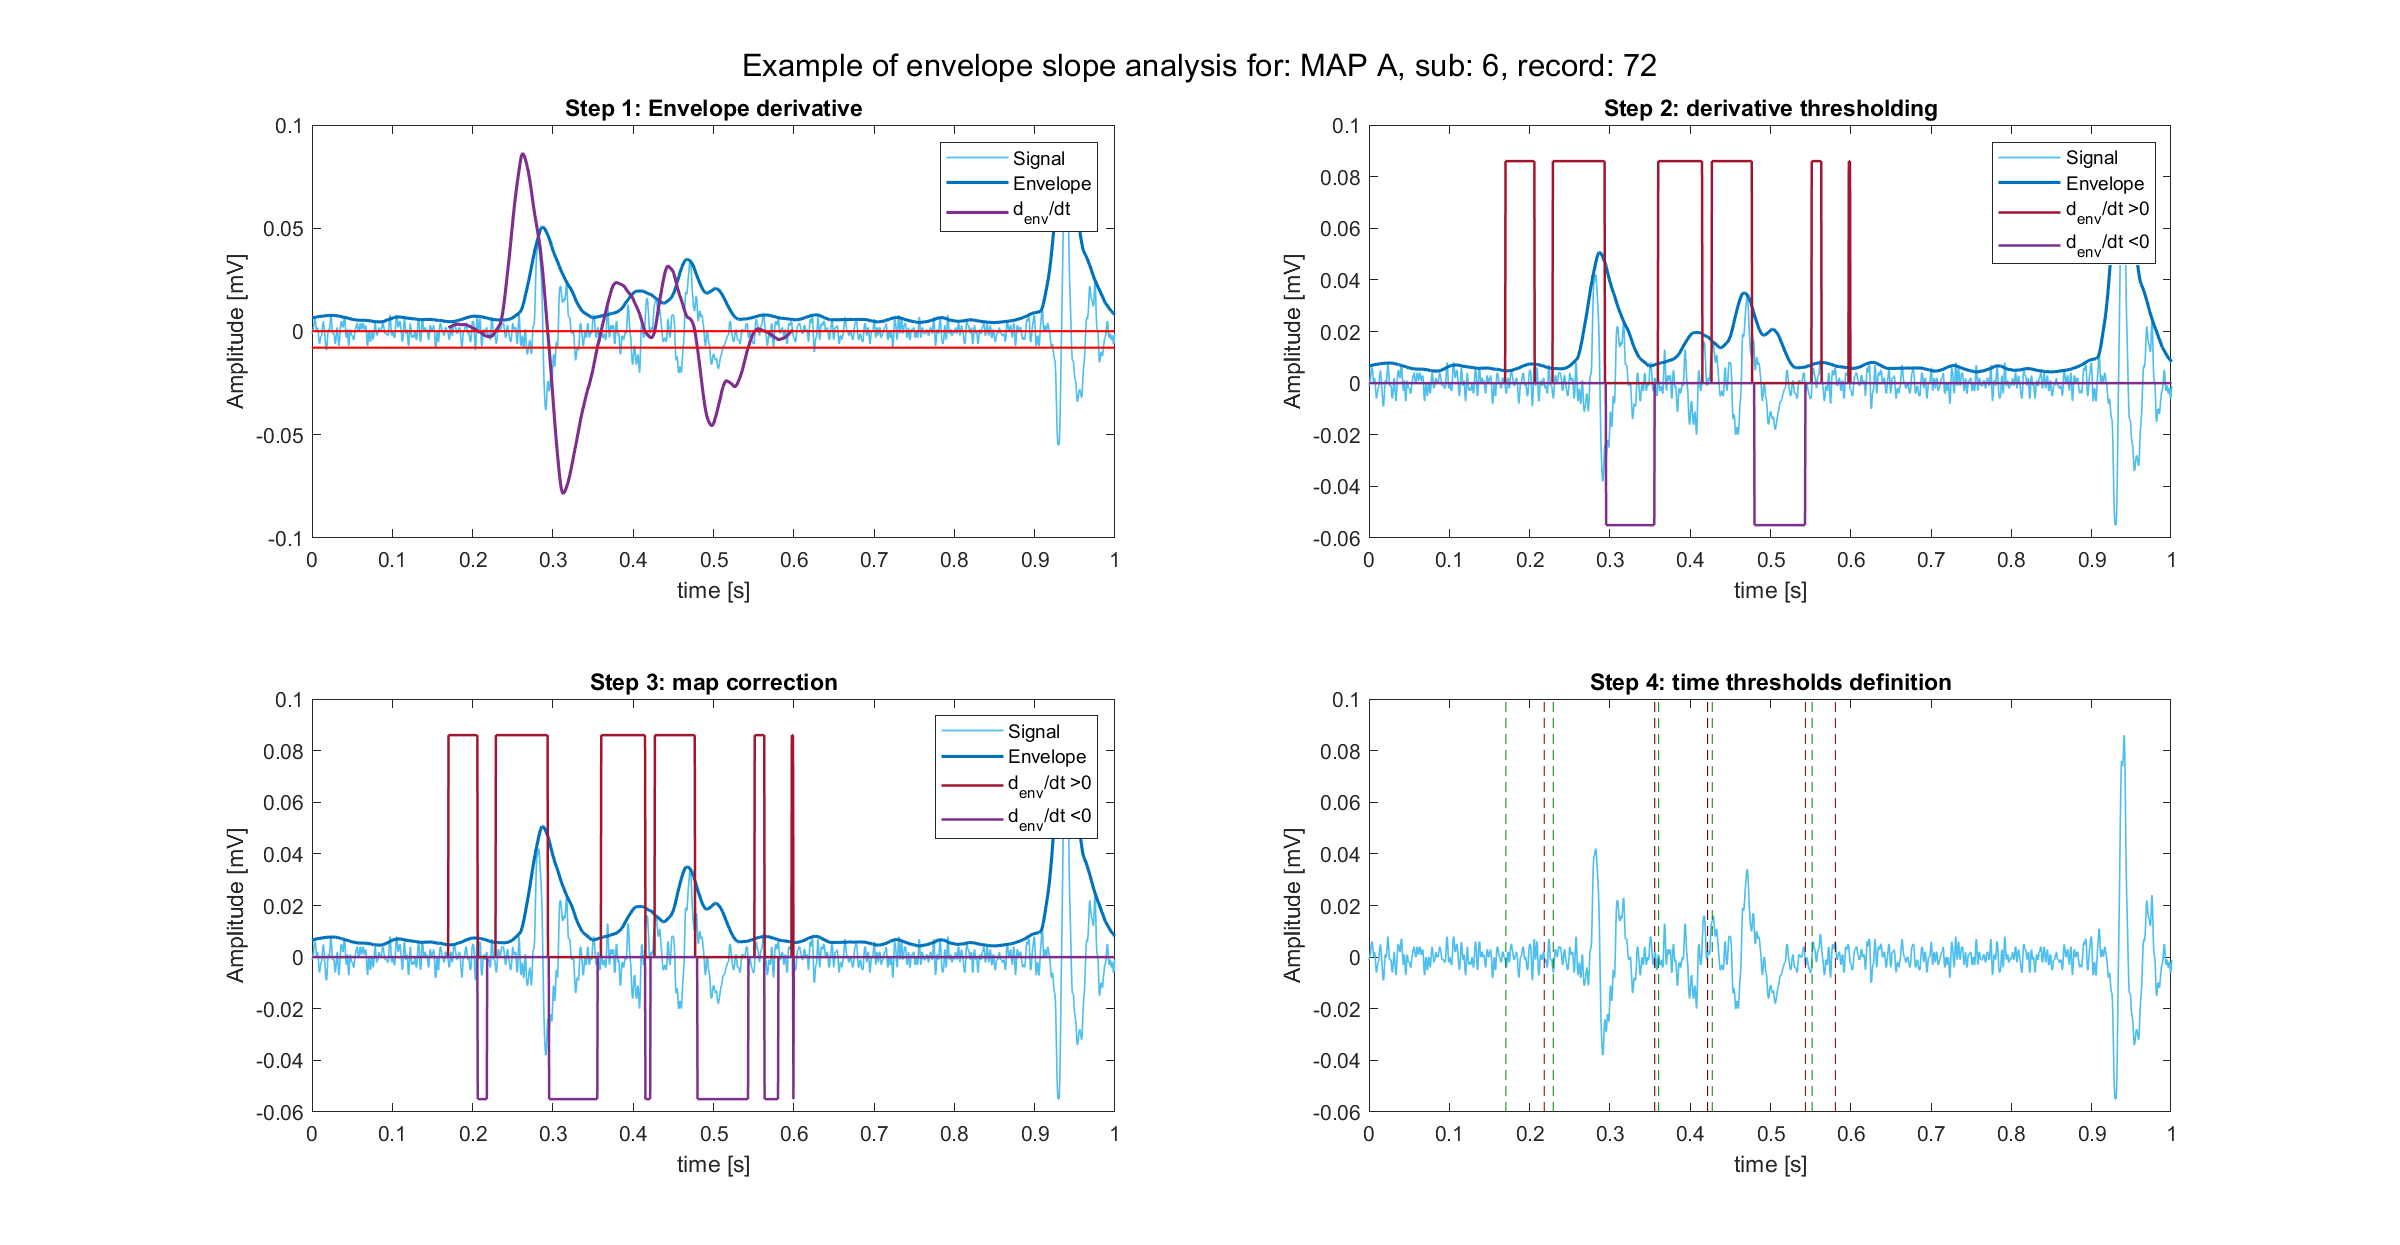 Example of envelope slope analysis for: MAP A, sub: 6, record: 72
Step 1: Envelope derivative
0.1
0.05
0
-0.05
-0.1
Amplitude [mV]
0 0.1 0.2 0.3 0.4 0.5 0.6 0.7 0.8 0.9 1
time [s]
Signal
Envelope
d_env/dt
Step 2: derivative thresholding
0.1
0.08
0.06
0.04
0.02
0
-0.02
-0.04
-0.06
Amplitude [mV]
0 0.1 0.2 0.3 0.4 0.5 0.6 0.7 0.8 0.9 1
time [s]
Signal
Envelope
d_env/dt >0
d_env/dt <0
Step 3: map correction
0.1
0.08
0.06
0.04
0.02
0
-0.02
-0.04
-0.06
Amplitude [mV]
0 0.1 0.2 0.3 0.4 0.5 0.6 0.7 0.8 0.9 1
time [s]
Signal
Envelope
d_env/dt >0
d_env/dt <0
Step 4: time thresholds definition
0.1
0.08
0.06
0.04
0.02
0
-0.02
-0.04
-0.06
Amplitude [mV]
0 0.1 0.2 0.3 0.4 0.5 0.6 0.7 0.8 0.9 1
time [s]